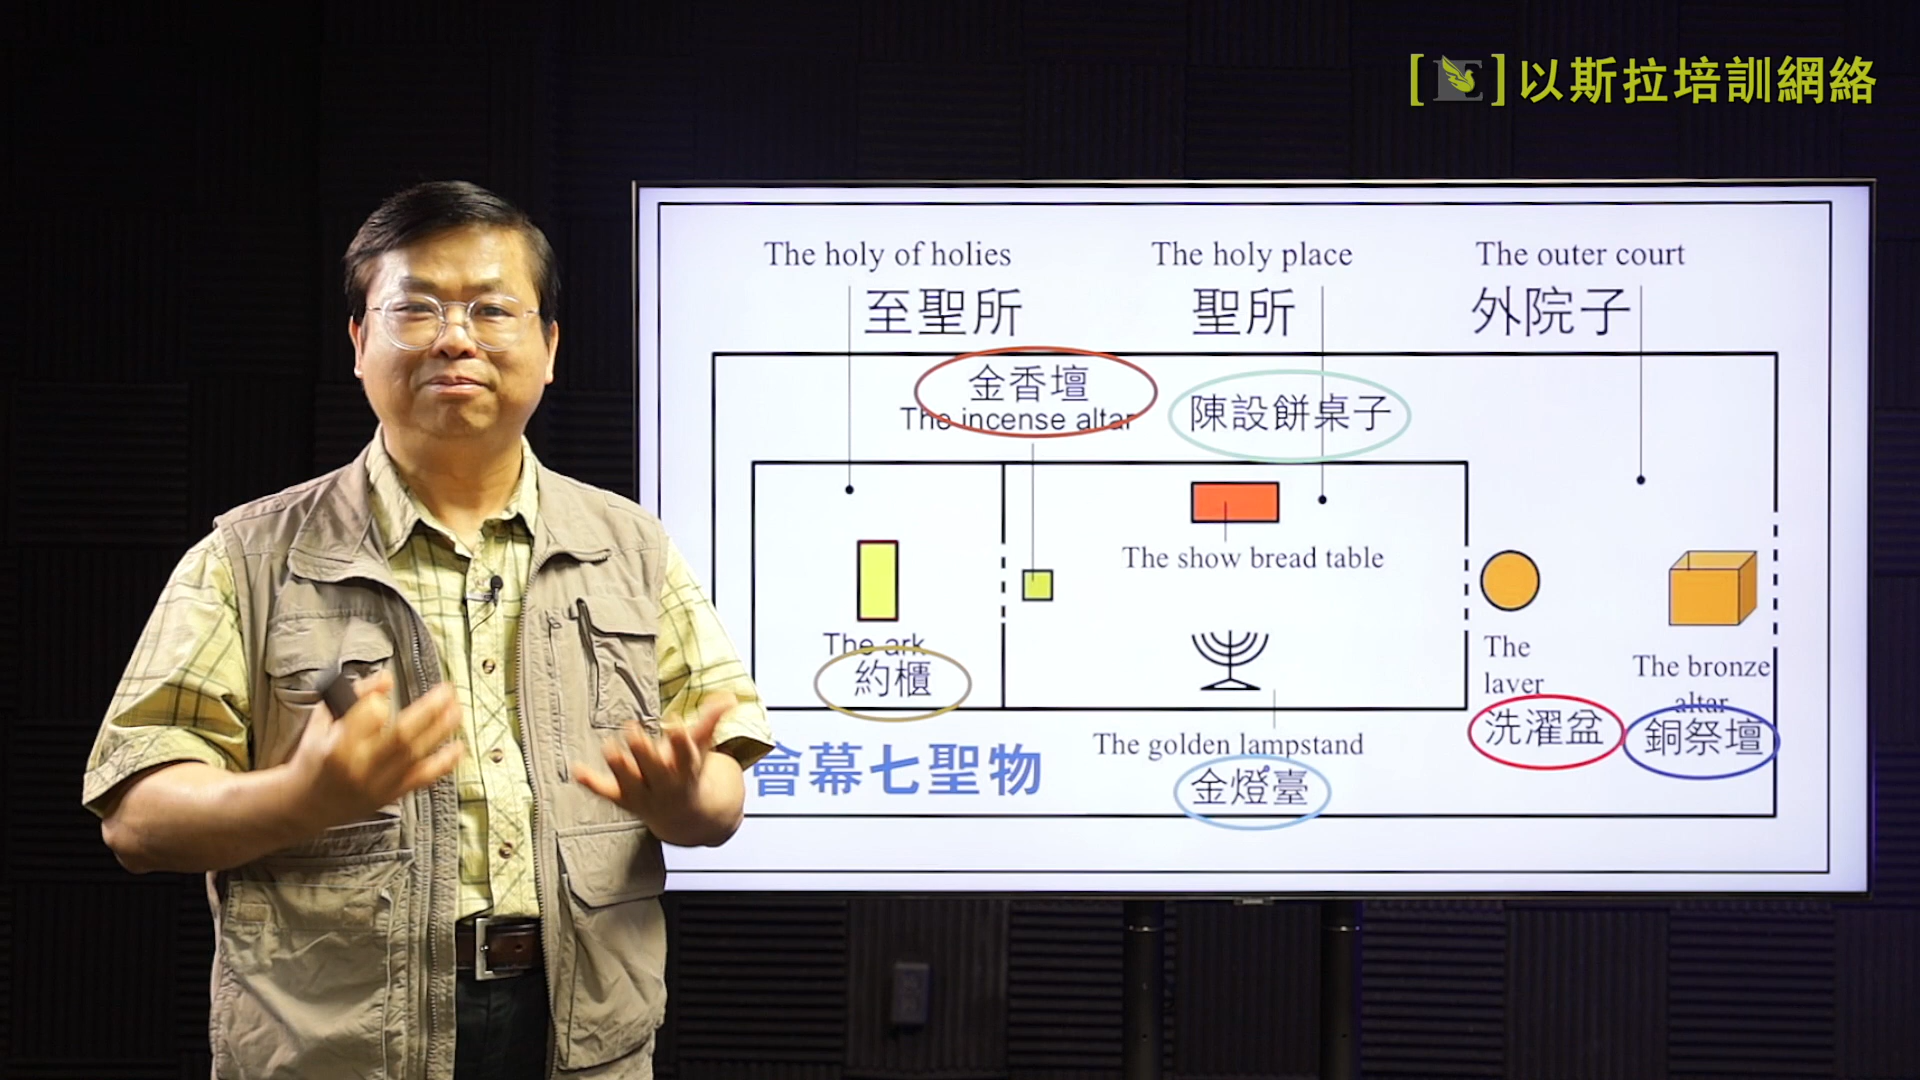 以斯拉培訓網絡
The holy of holies
至聖所
The holy place
聖所
The outer court
外院子
金香壇
The incense altar
陳設餅桌子
The show bread table
The ark
約櫃
The
laver
洗濯盆
The bronze
altar
銅祭壇
The golden lampstand
金燈臺
會幕七聖物
SAMSUNG